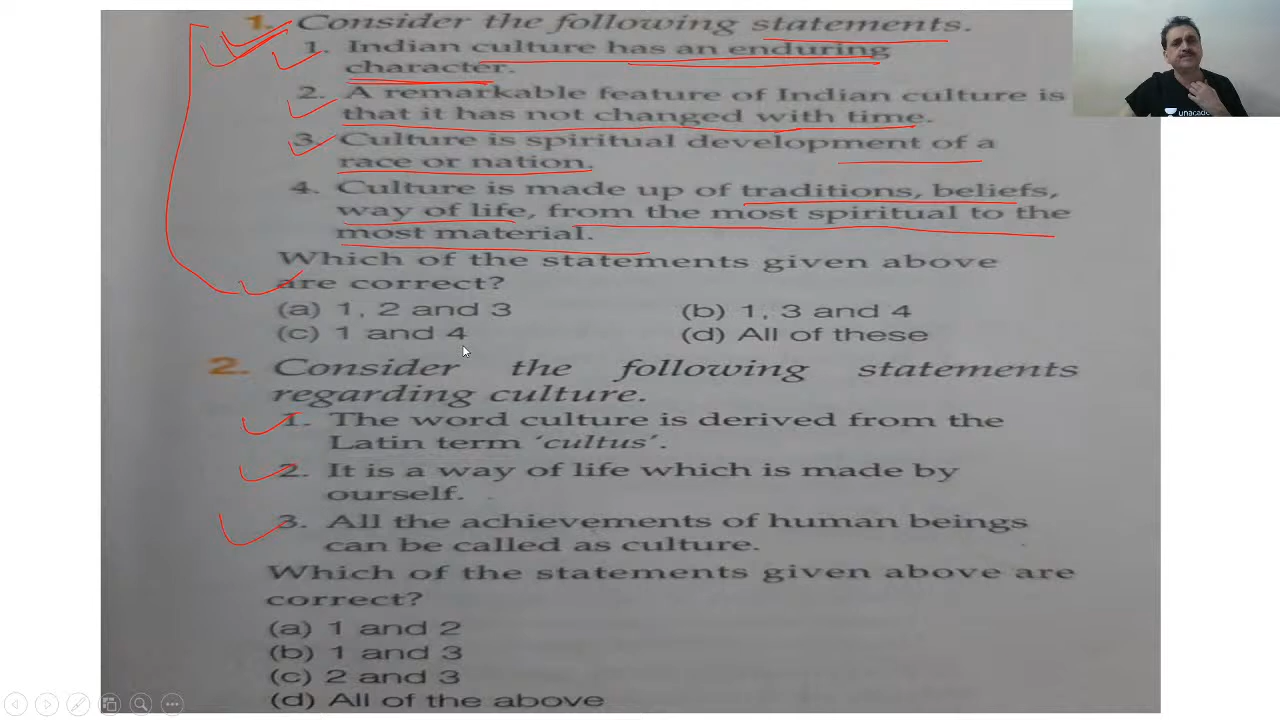 1. Consider the following statements.
1. Indian culture has an enduring
character.
2. A remarkable feature of Indian culture is
that it has not changed with time.
3. Culture is spiritual development of a
race or nation.
4. Culture is made up of traditions, beliefs,
way of life, from the most spiritual to the
most material.
Which of the statements given above
are correct?
(a) 1, 2 and 3 (b) 1, 3 and 4
(c) 1 and 4 (d) All of these
2. Consider the following statements
regarding culture.
1. The word culture is derived from the
Latin term ‘cultus’.
2. It is a way of life which is made by
ourself.
3. All the achievements of human beings
can be called as culture.
Which of the statements given above are
correct?
(a) 1 and 2
(b) 1 and 3
(c) 2 and 3
(d) All of the above